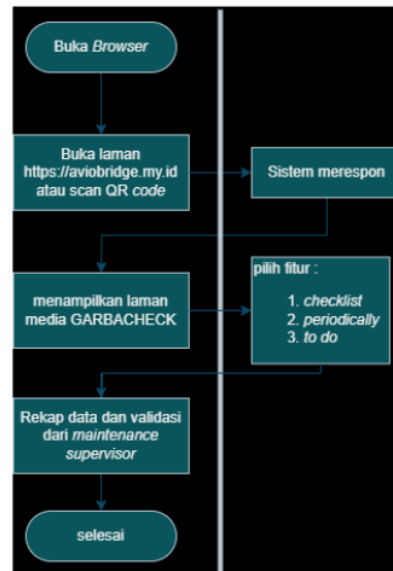 Buka Browser
Buka laman
https://aviobridge.my.id
atau scan QR code
Sistem merespon
menampilkan laman
media GARBACHECK
pilih fitur :
1. checklist
2. periodically
3. to do
Rekap data dan validasi
dari maintenance
supervisor
selesai